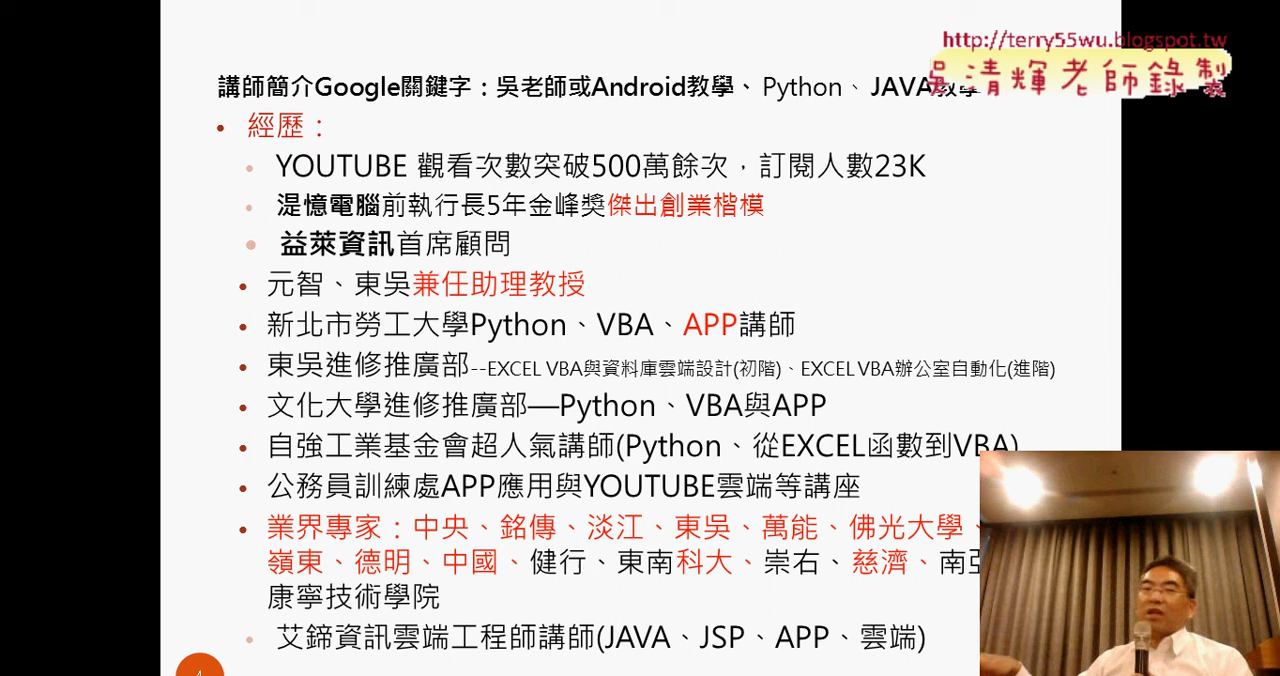 http://terry55wu.blogspot.tw
吳清輝老師錄製
講師簡介Google關鍵字：吳老師或Android教學、Python、JAVA教學
• 經歷：
• YOUTUBE 觀看次數突破500萬餘次，訂閱人數23K
• 湜憶電腦前執行長5年金峰獎傑出創業楷模
• 益萊資訊首席顧問
• 元智、東吳兼任助理教授
• 新北市勞工大學Python、VBA、APP講師
• 東吳進修推廣部--EXCEL VBA與資料庫雲端設計(初階)、EXCEL VBA辦公室自動化(進階)
• 文化大學進修推廣部—Python、VBA與APP
• 自強工業基金會超人氣講師(Python、從EXCEL函數到VBA)
• 公務員訓練處APP應用與YOUTUBE雲端等講座
• 業界專家：中央、銘傳、淡江、東吳、萬能、佛光大學、
嶺東、德明、中國、健行、東南科大、崇右、慈濟、南亞
康寧技術學院
• 艾鍗資訊雲端工程師講師(JAVA、JSP、APP、雲端)
4